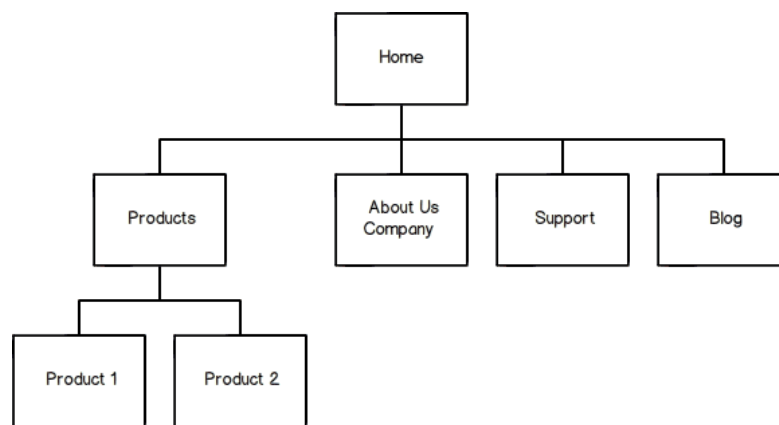 Home
Products
About Us
Company
Support
Blog
Product 1
Product 2